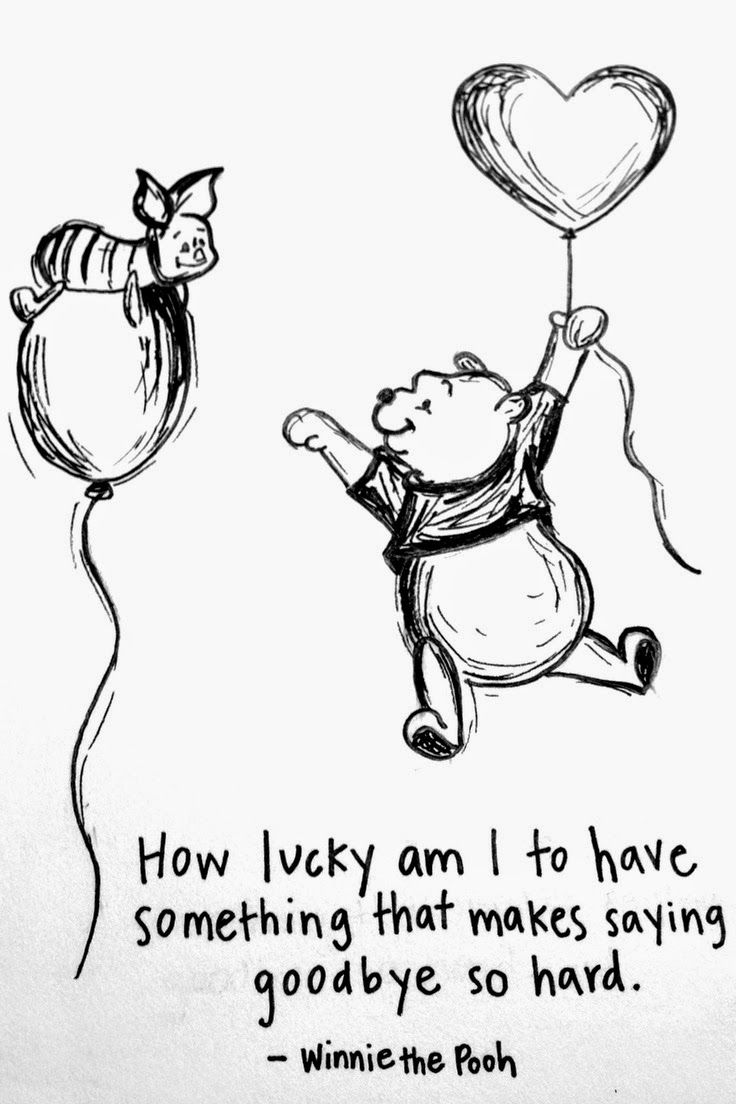 How lucky am I to have
something that makes saying
goodbye so hard.
- Winnie the Pooh